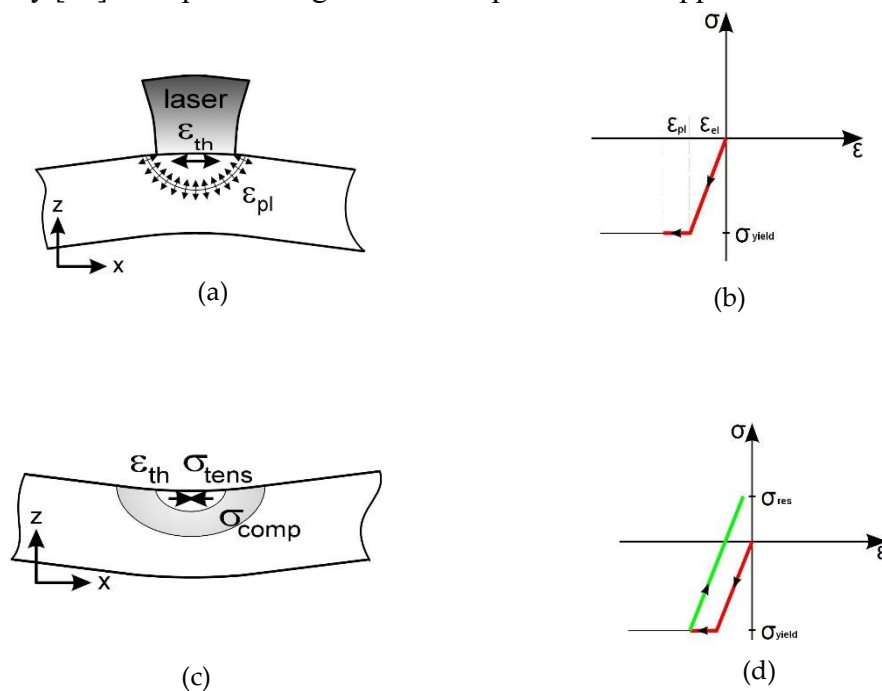 laser
ε_th
ε_pl
z
x
(a)
σ
ε_pl ε_el
ε
σ_yield
(b)
ε_th σ_tens
σ_comp
z
x
(c)
σ
σ_res
ε
σ_yield
(d)